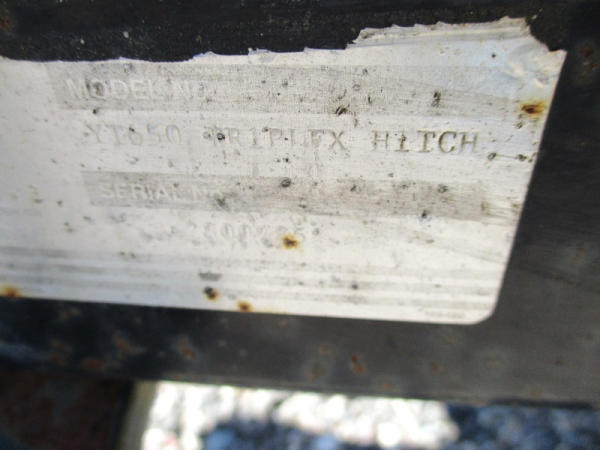 MODEL NO.
YT650 TRIPLEX HITCH
SERIAL NO.